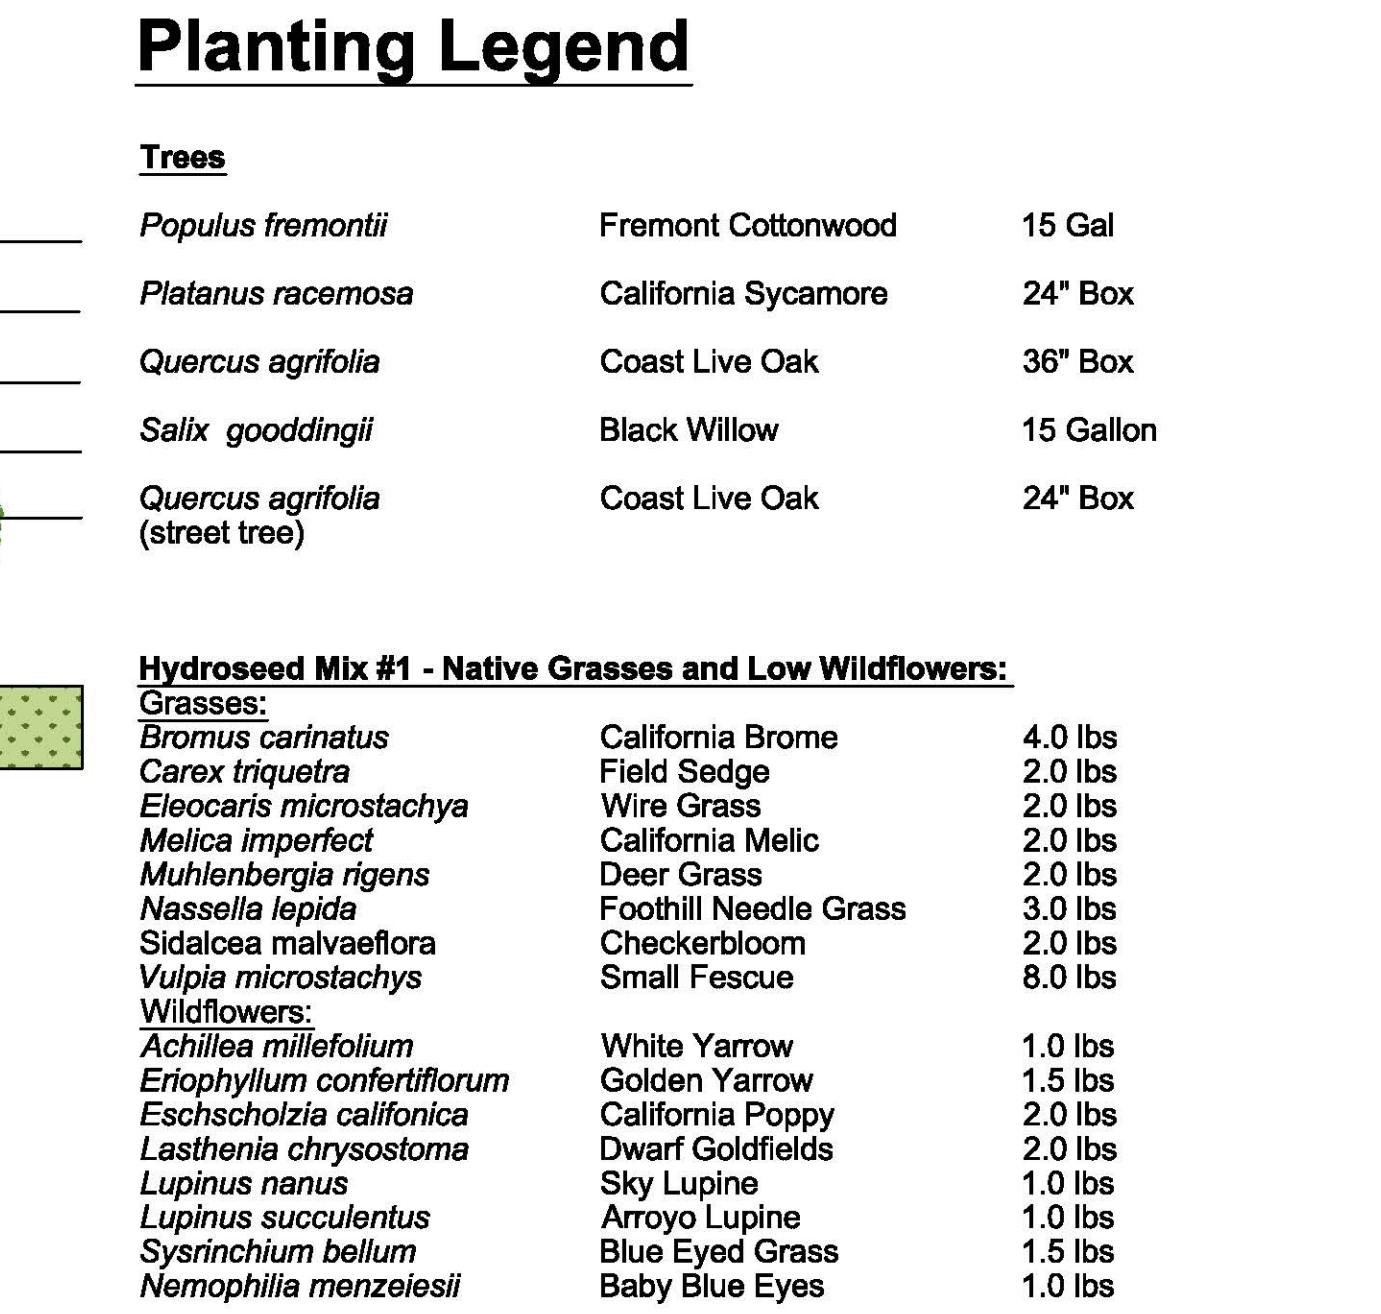 Planting Legend
Trees
Populus fremontii Fremont Cottonwood 15 Gal
Platanus racemosa California Sycamore 24" Box
Quercus agrifolia Coast Live Oak 36" Box
Salix gooddingii Black Willow 15 Gallon
Quercus agrifolia Coast Live Oak 24" Box
(street tree)
Hydroseed Mix #1 - Native Grasses and Low Wildflowers:
Grasses:
Bromus carinatus California Brome 4.0 lbs
Carex triquetra Field Sedge 2.0 lbs
Eleocaris microstachya Wire Grass 2.0 lbs
Melica imperfect California Melic 2.0 lbs
Muhlenbergia rigens Deer Grass 2.0 lbs
Nassella lepida Foothill Needle Grass 3.0 lbs
Sidalcea malvaeflora Checkerbloom 2.0 lbs
Vulpia microstachys Small Fescue 8.0 lbs
Wildflowers:
Achillea millefolium White Yarrow 1.0 lbs
Eriophyllum confertiflorum Golden Yarrow 1.5 lbs
Eschscholzia califonica California Poppy 2.0 lbs
Lasthenia chrysostoma Dwarf Goldfields 2.0 lbs
Lupinus nanus Sky Lupine 1.0 lbs
Lupinus succulentus Arroyo Lupine 1.0 lbs
Sysrinchium bellum Blue Eyed Grass 1.5 lbs
Nemophilia menzeiesii Baby Blue Eyes 1.0 lbs